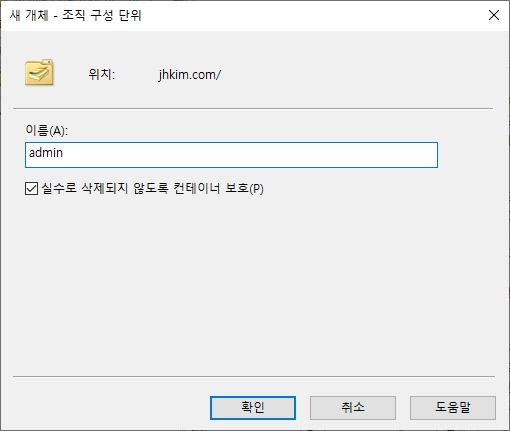 새 개체 - 조직 구성 단위
위치: jhkim.com/
이름(A):
admin
실수로 삭제되지 않도록 컨테이너 보호(P)
확인 취소 도움말